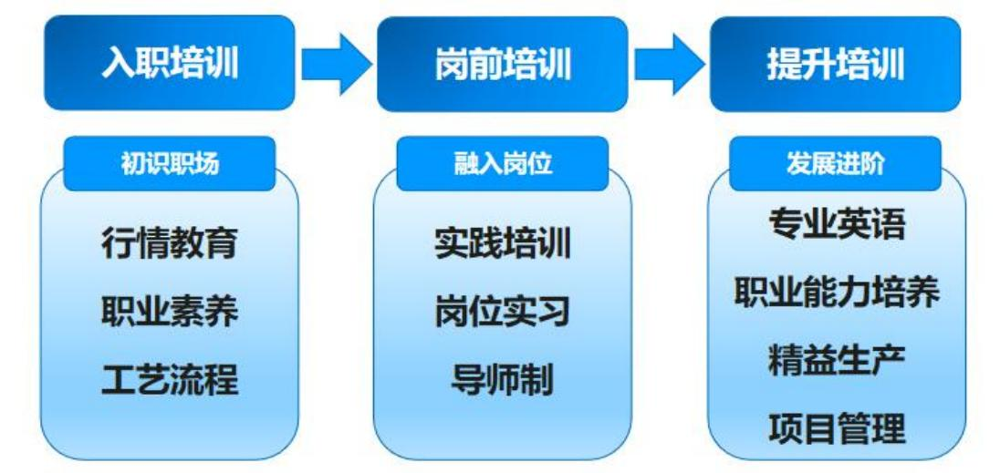 入职培训
岗前培训
提升培训
初识职场
行情教育
职业素养
工艺流程
融入岗位
实践培训
岗位实习
导师制
发展进阶
专业英语
职业能力培养
精益生产
项目管理